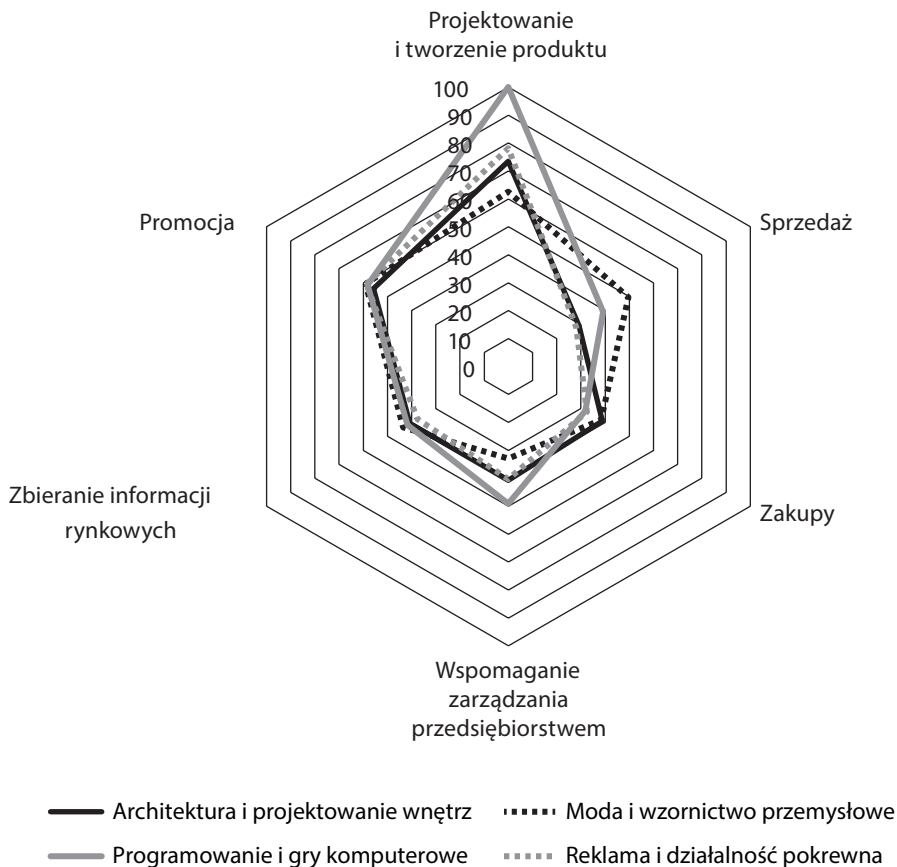 Projektowanie
i tworzenie produktu
100
90
80
70
60
50
40
30
20
10
0
Promocja
Sprzedaż
Zbieranie informacji
rynkowych
Zakupy
Wspomaganie
zarządzania
przedsiębiorstwem
Architektura i projektowanie wnętrz
Moda i wzornictwo przemysłowe
Programowanie i gry komputerowe
Reklama i działalność pokrewna